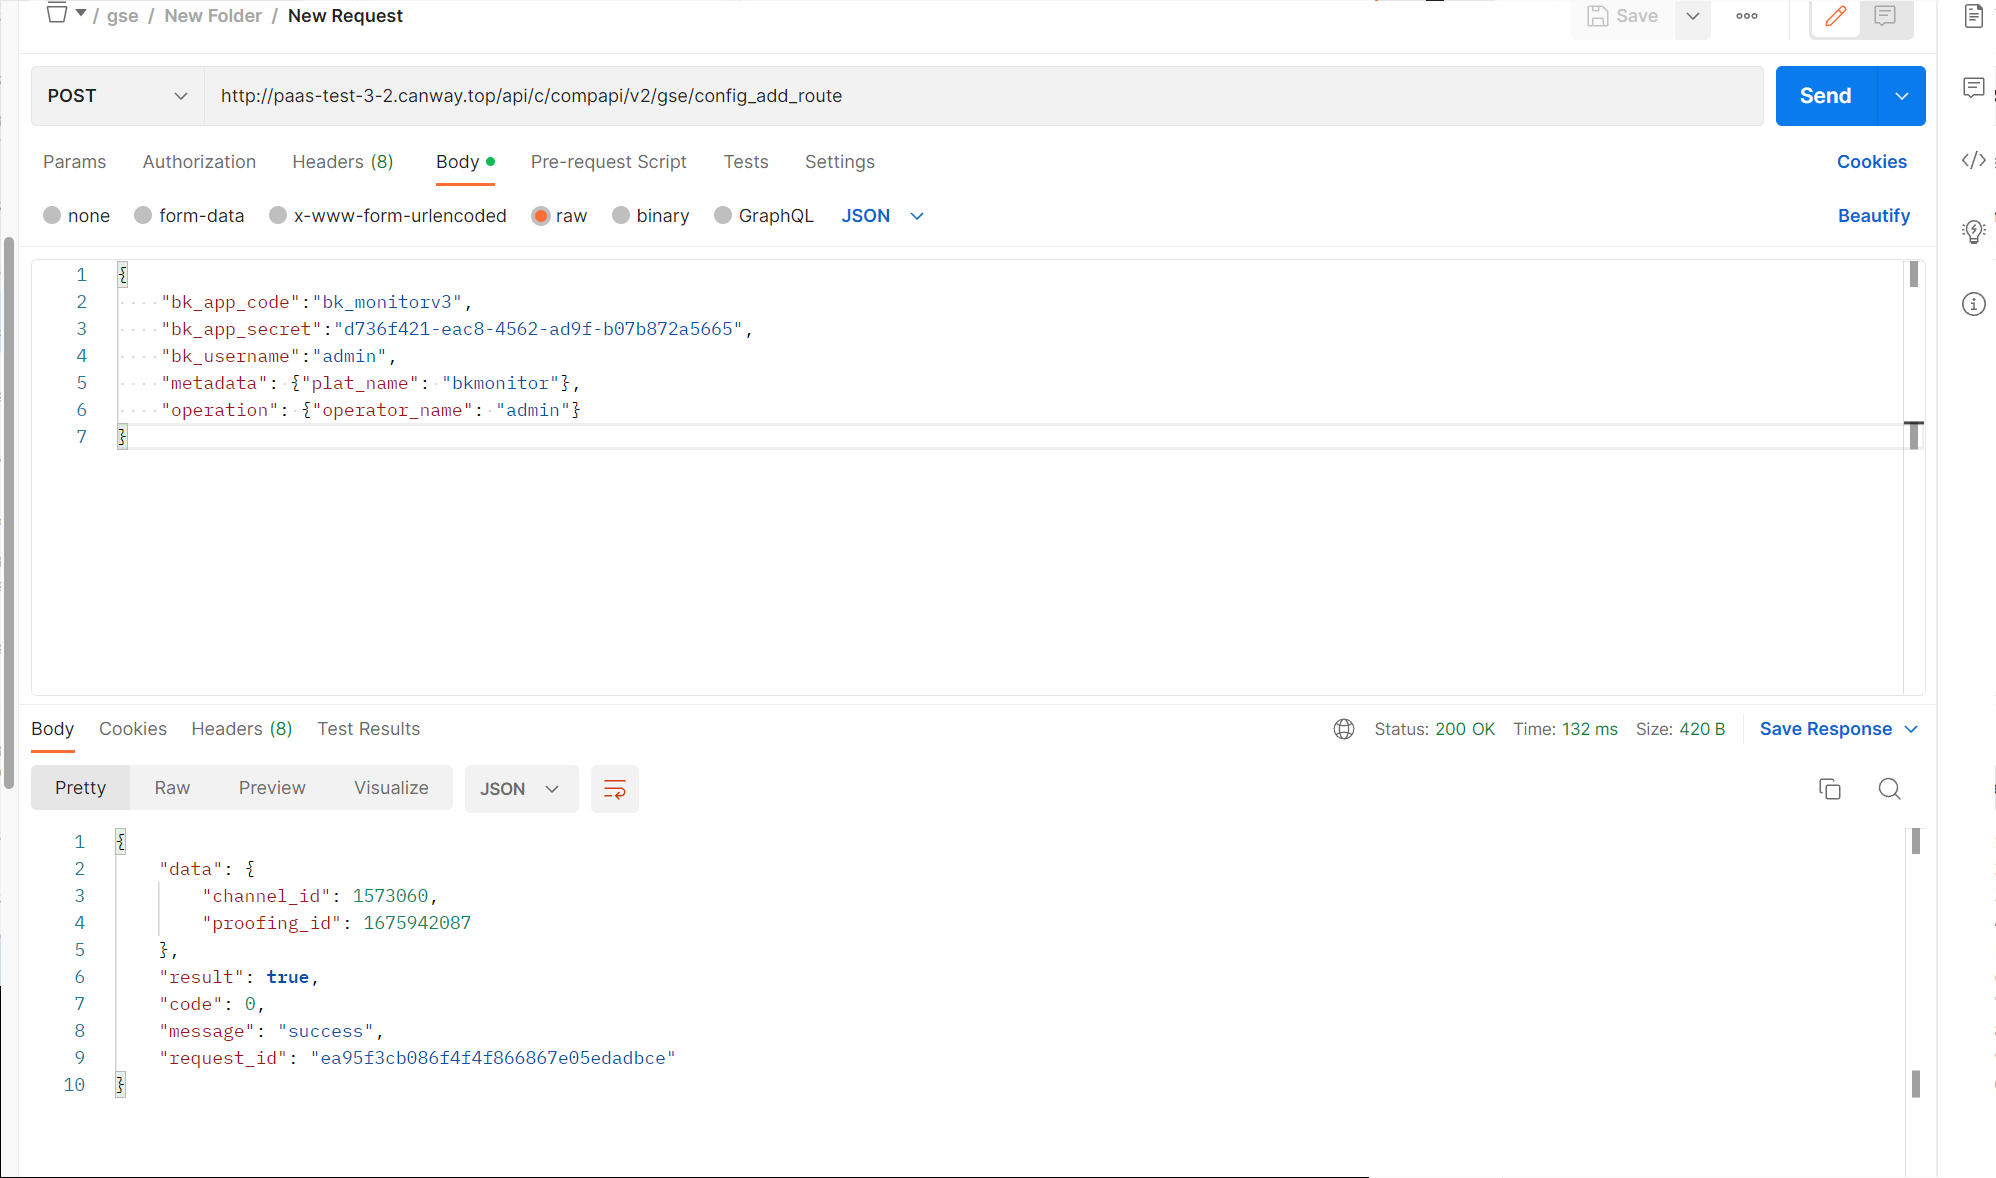 / gse / New Folder / New Request
Save
POST
http://paas-test-3-2.canway.top/api/c/compapi/v2/gse/config_add_route
Send
Params Authorization Headers (8) Body Pre-request Script Tests Settings Cookies
none form-data x-www-form-urlencoded raw binary GraphQL JSON Beautify
1 {
2 "bk_app_code":"bk_monitorv3",
3 "bk_app_secret":"d736f421-eac8-4562-ad9f-b07b872a5665",
4 "bk_username":"admin",
5 "metadata": {"plat_name": "bkmonitor"},
6 "operation": {"operator_name": "admin"}
7 }
Body Cookies Headers (8) Test Results Status: 200 OK Time: 132 ms Size: 420 B Save Response
Pretty Raw Preview Visualize JSON
1 {
2 "data": {
3 "channel_id": 1573060,
4 "proofing_id": 1675942087
5 },
6 "result": true,
7 "code": 0,
8 "message": "success",
9 "request_id": "ea95f3cb086f4f4f866867e05edadbce"
10 }